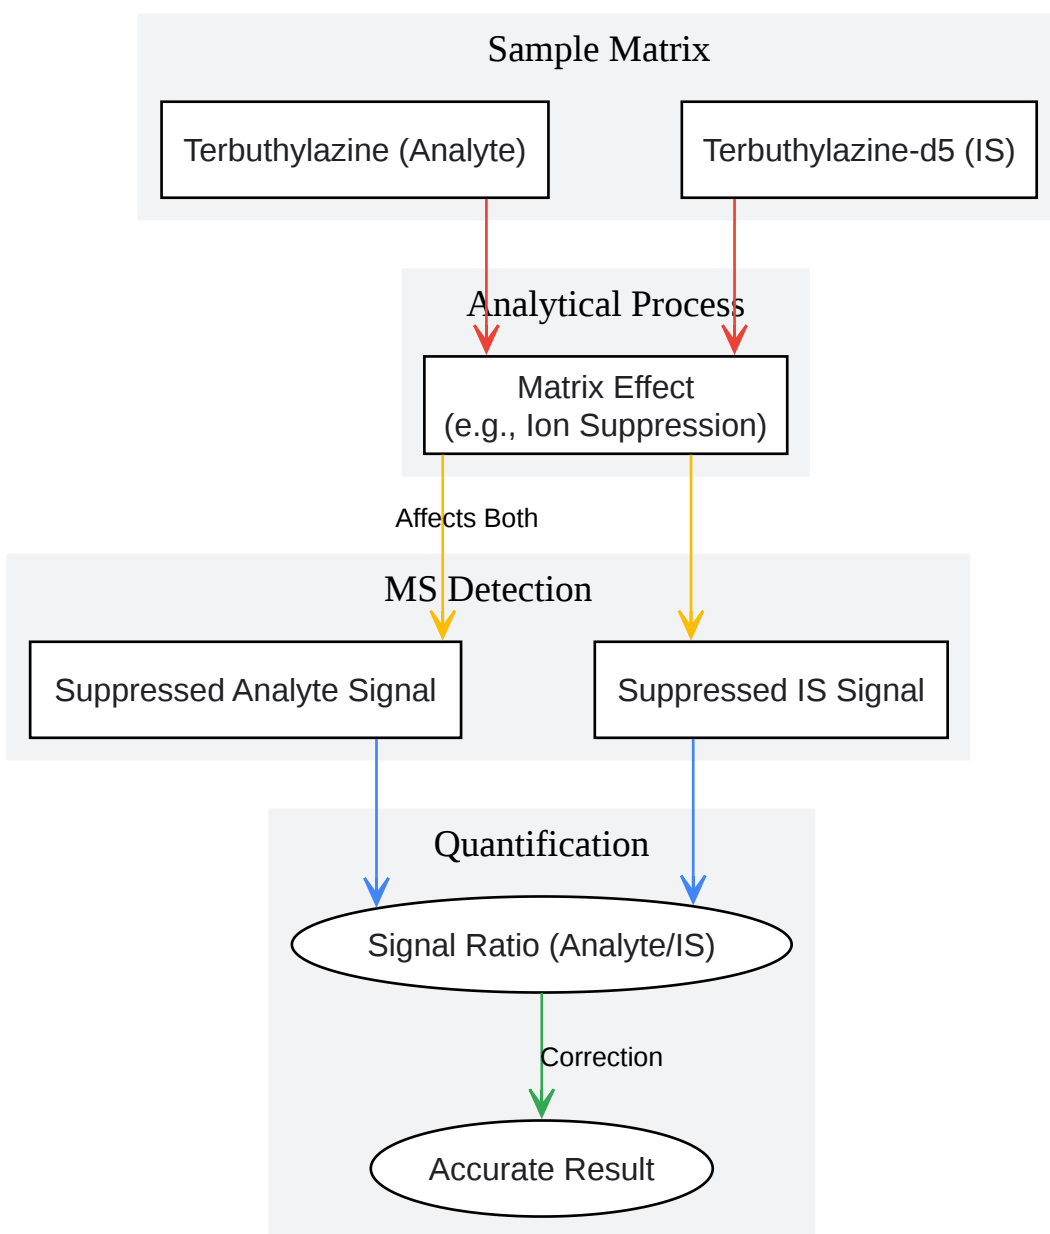 Sample Matrix
Terbuthylazine (Analyte)
Terbuthylazine-d5 (IS)
Analytical Process
Matrix Effect
(e.g., Ion Suppression)
Affects Both
MS Detection
Suppressed Analyte Signal
Suppressed IS Signal
Quantification
Signal Ratio (Analyte/IS)
Correction
Accurate Result